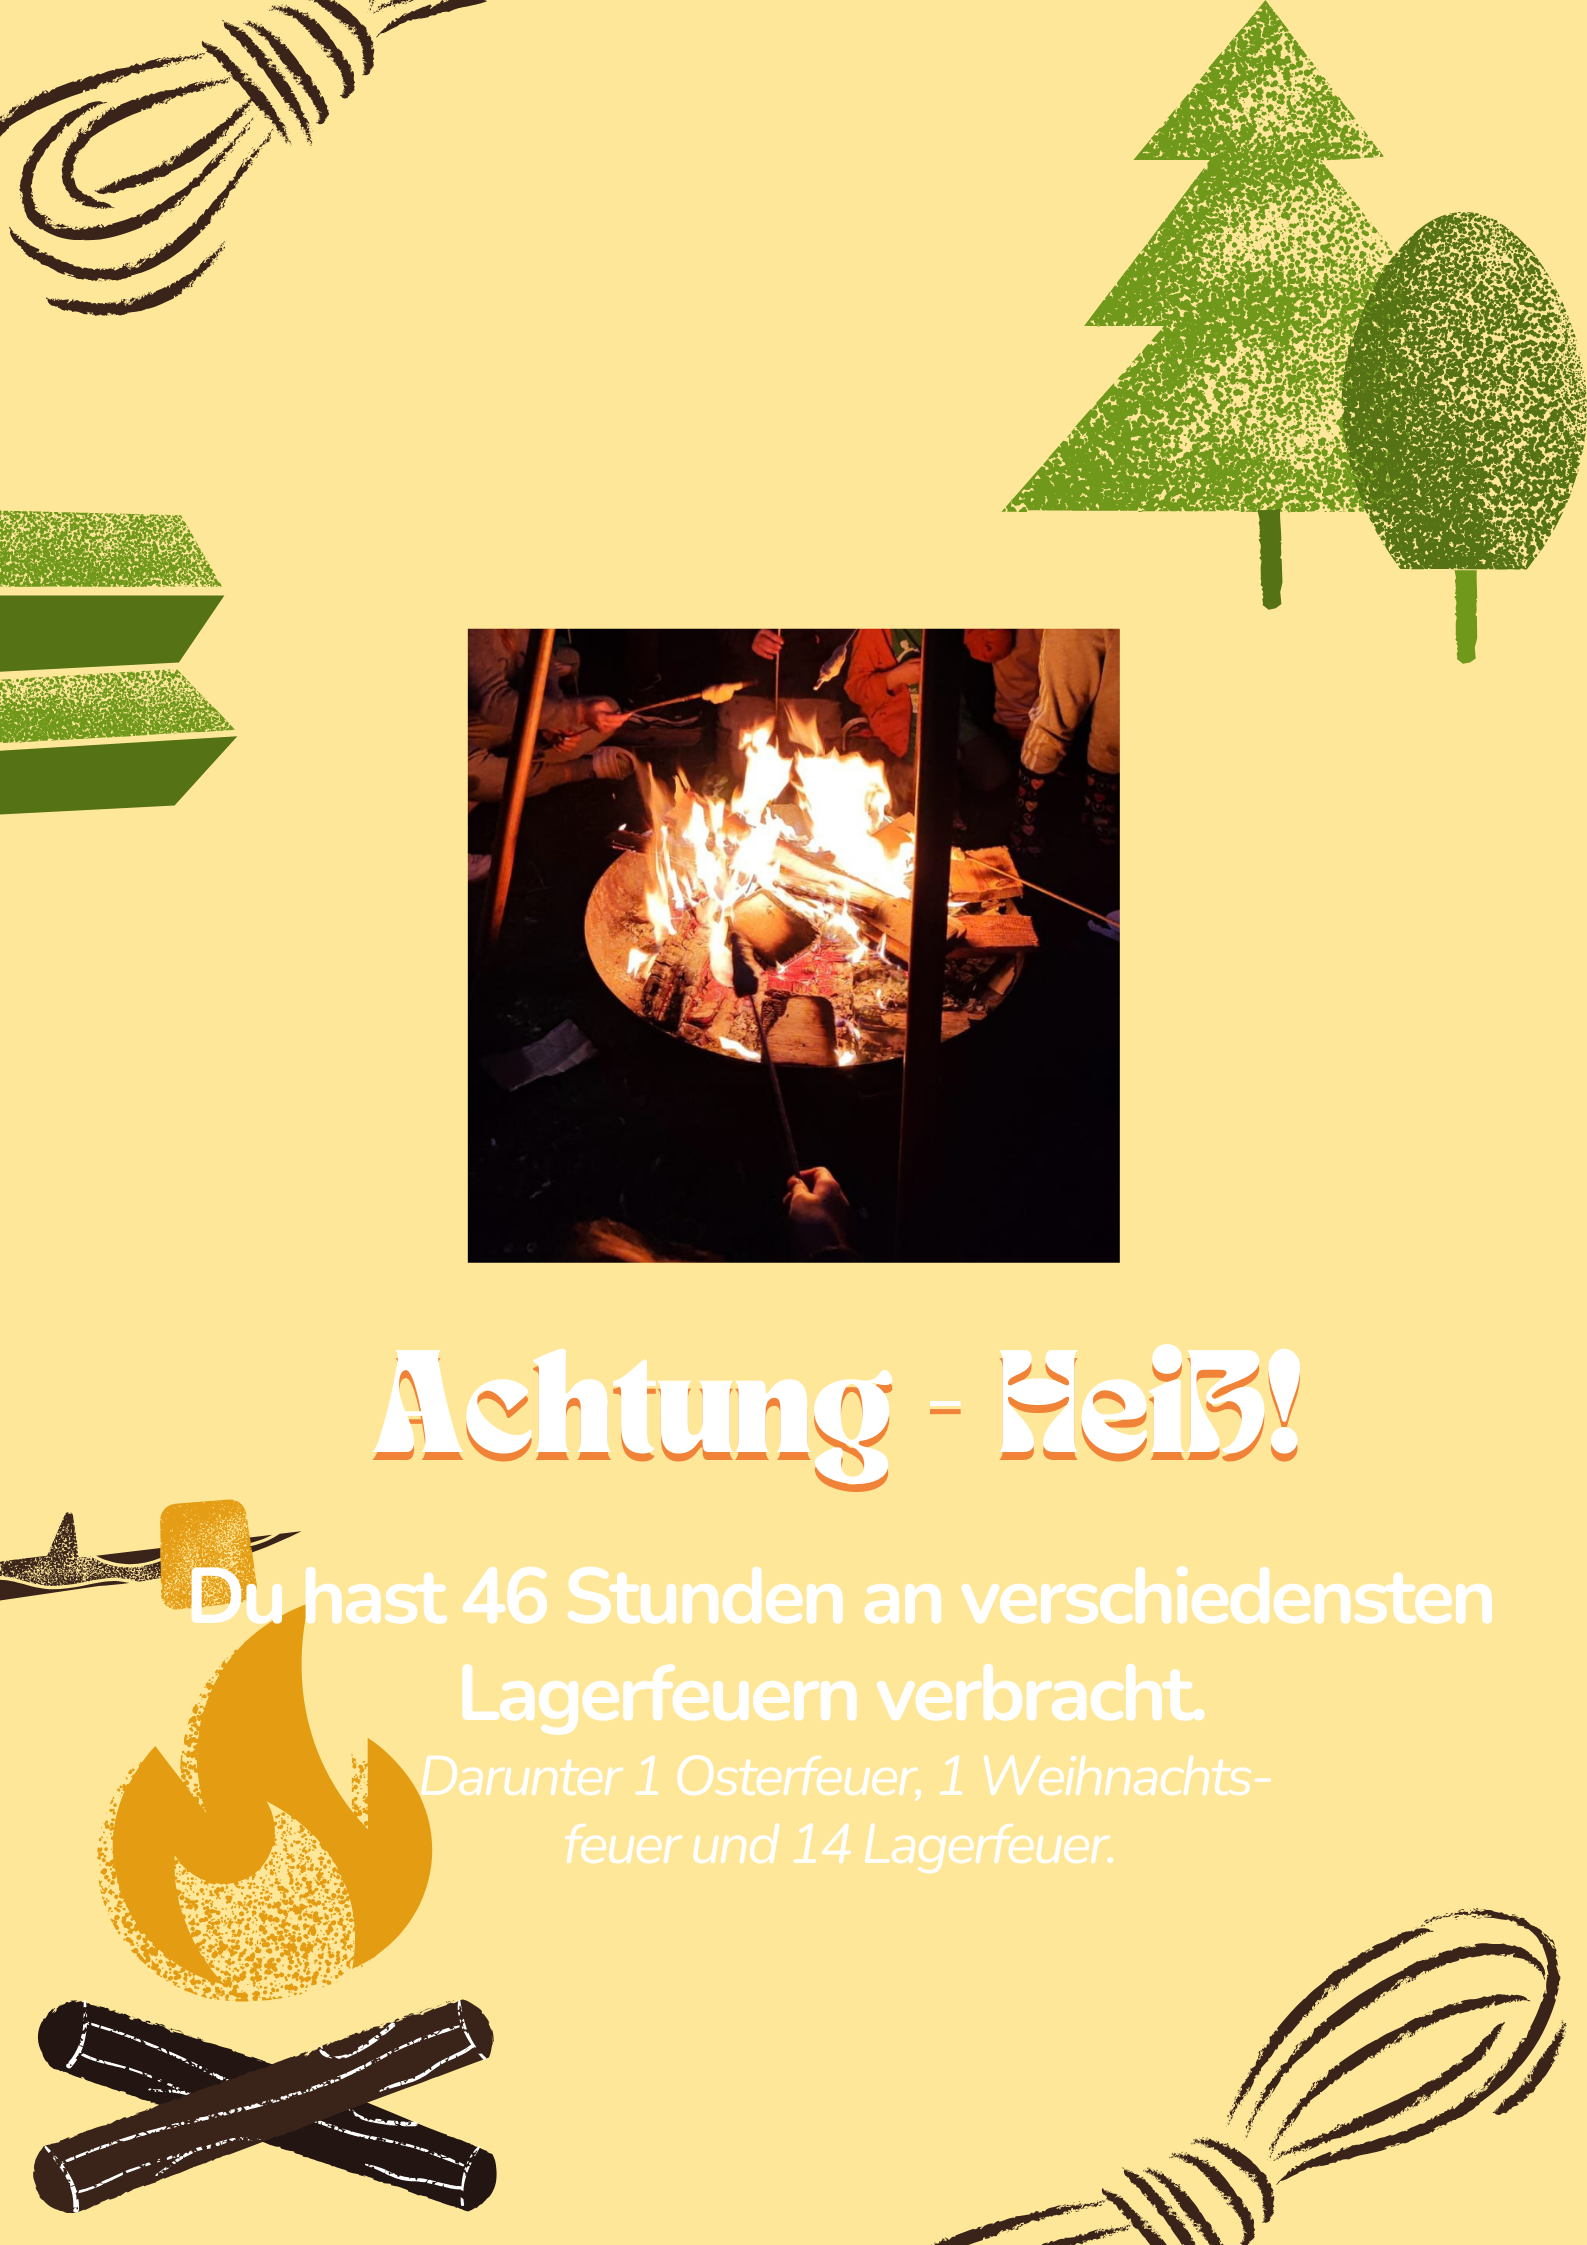 Achtung - Heiß!
Du hast 46 Stunden an verschiedensten
Lagerfeuern verbracht.
Darunter 1 Osterfeuer, 1 Weihnachts-
feuer und 14 Lagerfeuer.